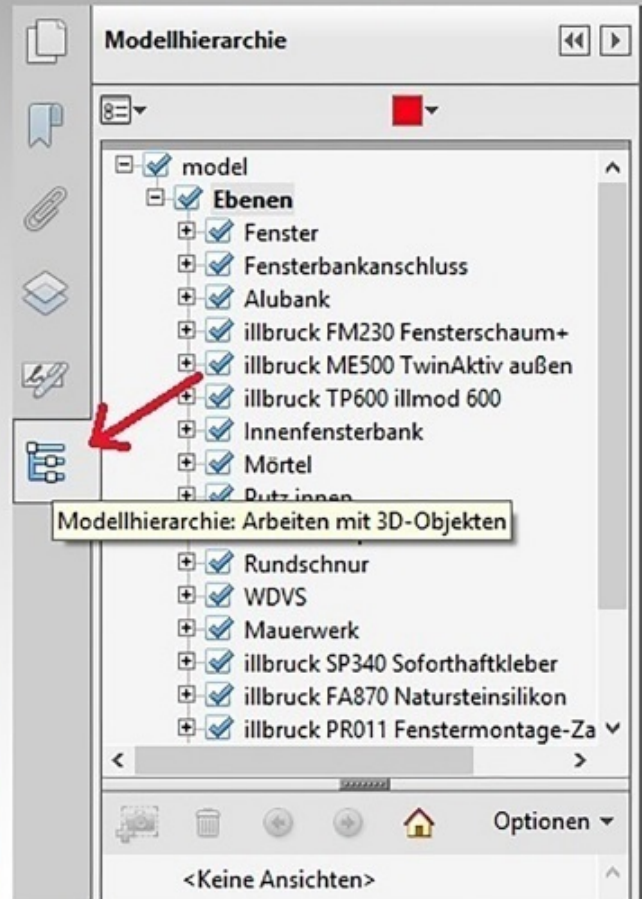 Modellhierarchie
model
Ebenen
Fenster
Fensterbankanschluss
Alubank
illbruck FM230 Fensterschaum+
illbruck ME500 TwinAktiv außen
illbruck TP600 illmod 600
Innenfensterbank
Mörtel
Putz innen
Modellhierarchie: Arbeiten mit 3D-Objekten
Rundschnur
WDVS
Mauerwerk
illbruck SP340 Soforthaftkleber
illbruck FA870 Natursteinsilikon
illbruck PR011 Fenstermontage-Za
Optionen
<Keine Ansichten>